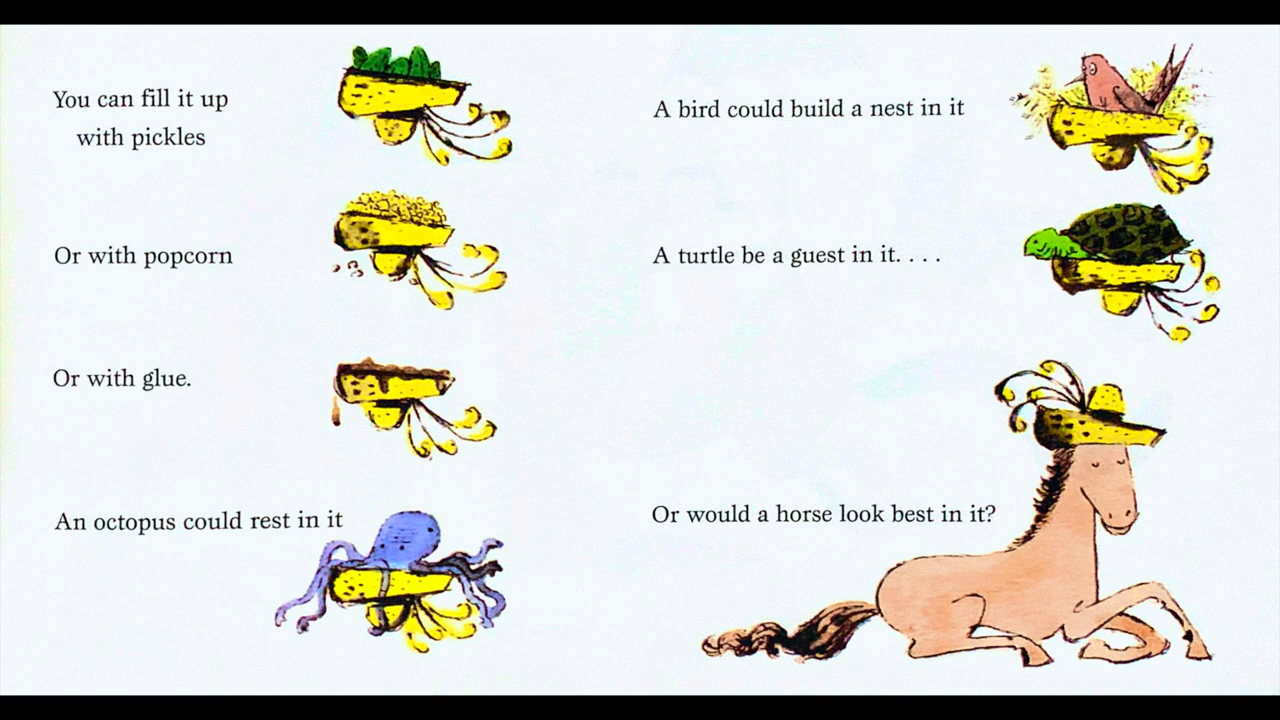 You can fill it up
with pickles
Or with popcorn
Or with glue.
An octopus could rest in it
A bird could build a nest in it
A turtle be a guest in it. . . .
Or would a horse look best in it?